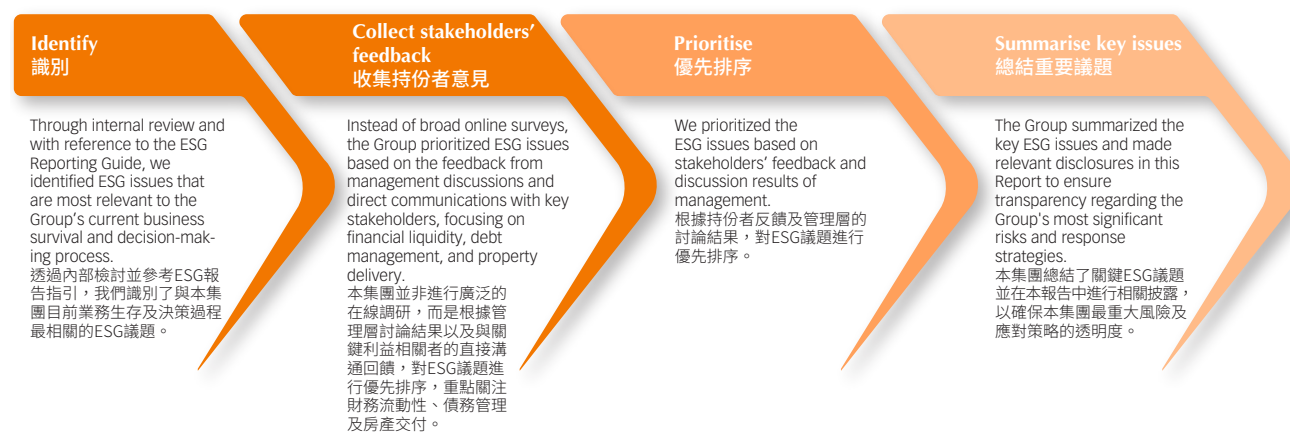 Identify
識別
Through internal review and
with reference to the ESG
Reporting Guide, we
identified ESG issues that
are most relevant to the
Group's current business
survival and decision-mak-
ing process.
透過內部檢討並參考ESG報
告指引，我們識別了與本集
團目前業務生存及決策過程
最相關的ESG議題。
Collect stakeholders'
feedback
收集持份者意見
Instead of broad online surveys,
the Group prioritized ESG issues
based on the feedback from
management discussions and
direct communications with key
stakeholders, focusing on
financial liquidity, debt
management, and property
delivery.
本集團並非進行廣泛的
在線調研，而是根據管
理層討論結果以及與關
鍵利益相關者的直接溝
通回饋，對ESG議題進
行優先排序，重點關注
財務流動性、債務管理
及房產交付。
Prioritise
優先排序
We prioritized the
ESG issues based on
stakeholders' feedback and
discussion results of
management.
根據持份者反饋及管理層的
討論結果，對ESG議題進行
優先排序。
Summarise key issues
總結重要議題
The Group summarized the
key ESG issues and made
relevant disclosures in this
Report to ensure
transparency regarding the
Group's most significant
risks and response
strategies.
本集團總結了關鍵ESG議題
並在本報告中進行相關披露，
以確保本集團最重大風險及
應對策略的透明度。